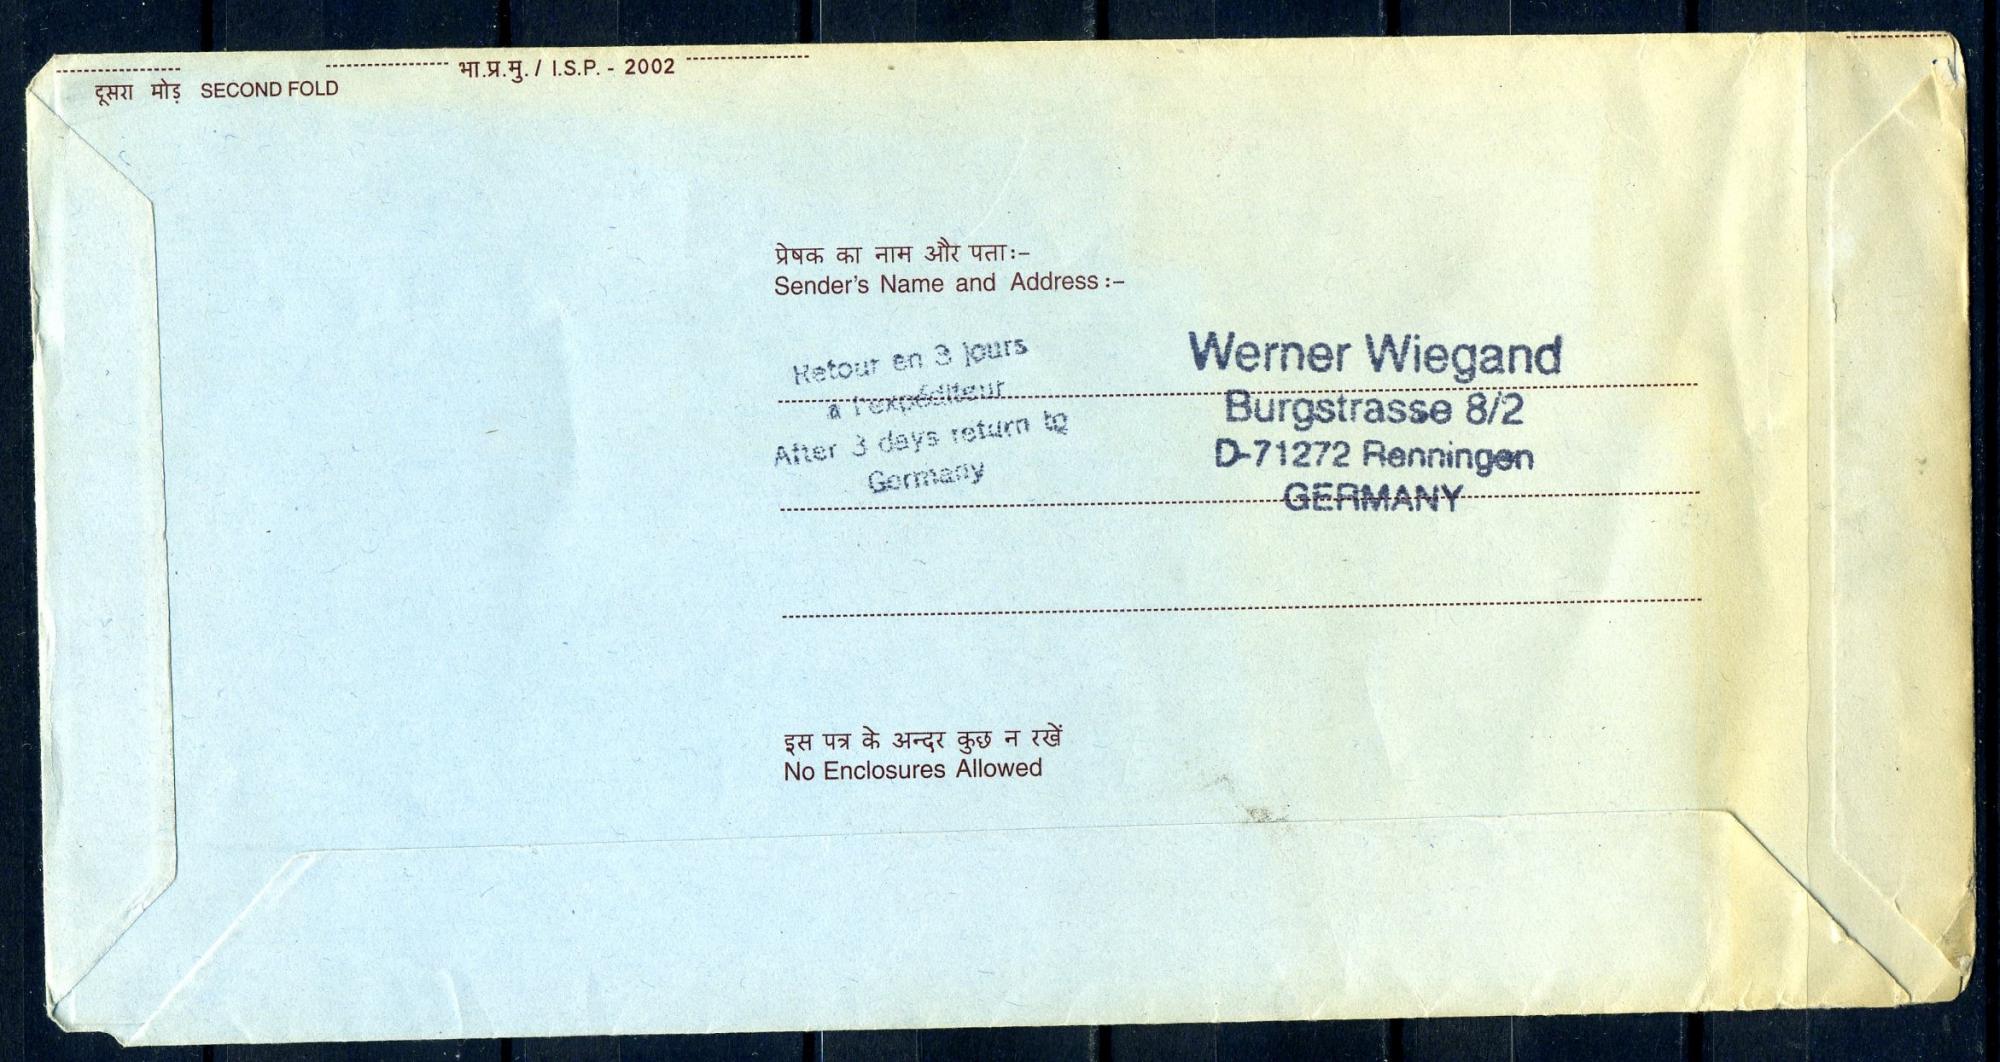 भा.प्र.मु. / I.S.P. - 2002
दूसरा मोड़ SECOND FOLD
प्रेषक का नाम और पता:–
Sender's Name and Address :–
Retour en 3 jours
a l'expéditeur
After 3 days return to
Germany
Werner Wiegand
Burgstrasse 8/2
D-71272 Renningen
GERMANY
इस पत्र के अन्दर कुछ न रखें
No Enclosures Allowed